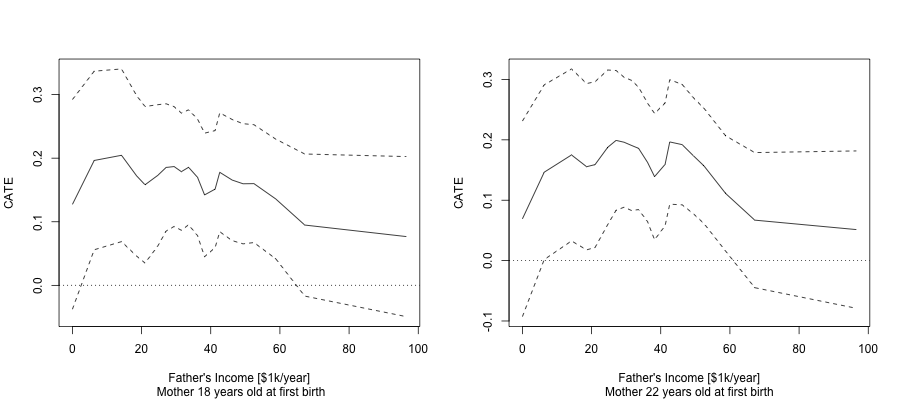 CATE
0.0 0.1 0.2 0.3
0 20 40 60 80 100
Father's Income [$1k/year]
Mother 18 years old at first birth
CATE
-0.1 0.0 0.1 0.2 0.3
0 20 40 60 80 100
Father's Income [$1k/year]
Mother 22 years old at first birth